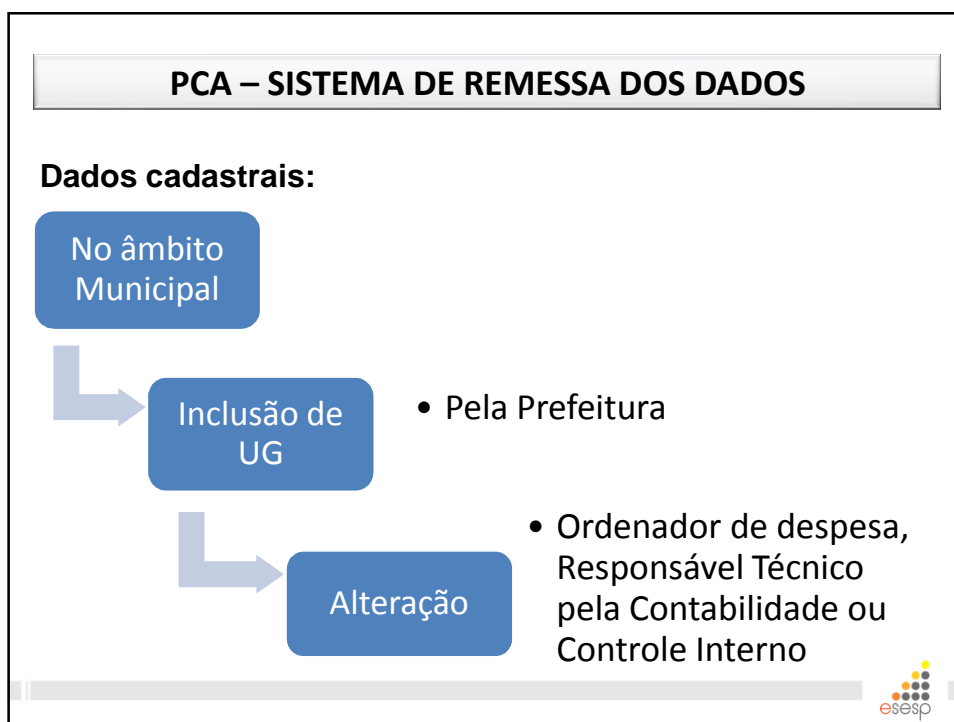 PCA – SISTEMA DE REMESSA DOS DADOS
Dados cadastrais:
No âmbito
Municipal
Inclusão de
UG
• Pela Prefeitura
Alteração
• Ordenador de despesa,
Responsável Técnico
pela Contabilidade ou
Controle Interno
esesp